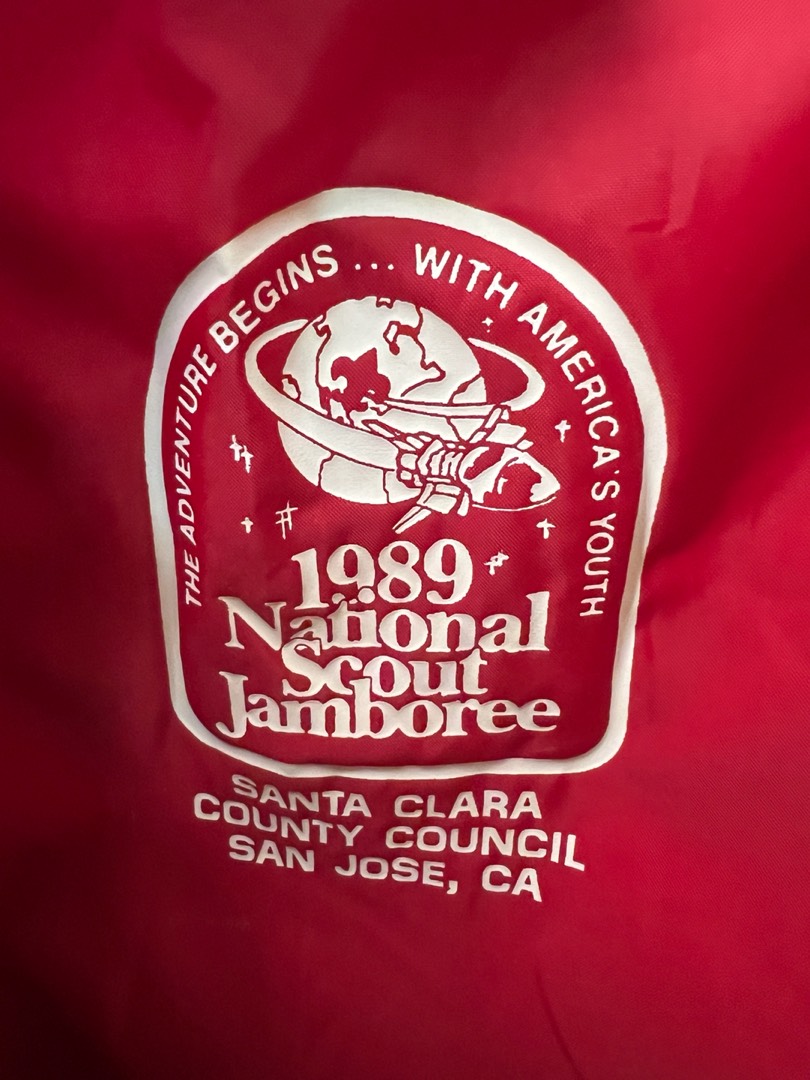 THE ADVENTURE BEGINS ... WITH AMERICA'S YOUTH
1989
National
Scout
Jamboree
SANTA CLARA
COUNTY COUNCIL
SAN JOSE, CA